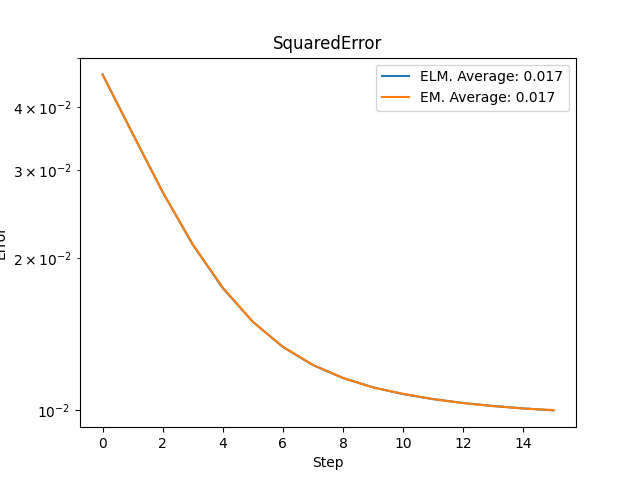 SquaredError
ELM. Average: 0.017
EM. Average: 0.017
4 × 10⁻²
3 × 10⁻²
2 × 10⁻²
10⁻²
Error
0 2 4 6 8 10 12 14
Step